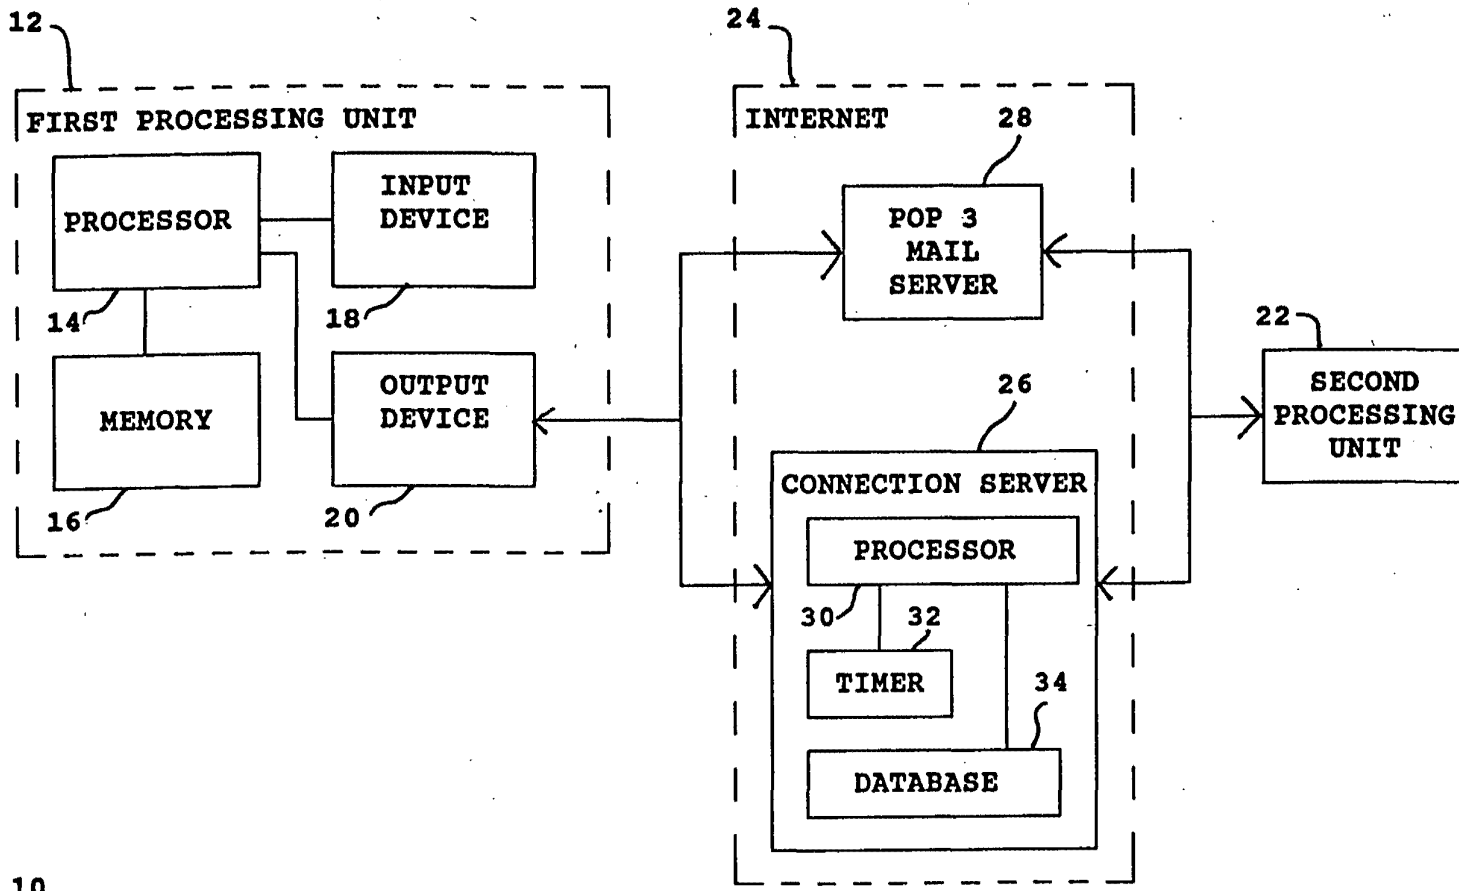 12
24
FIRST PROCESSING UNIT
PROCESSOR
14
INPUT
DEVICE
18
MEMORY
16
OUTPUT
DEVICE
20
INTERNET
28
POP 3
MAIL
SERVER
26
CONNECTION SERVER
PROCESSOR
30
32
TIMER
34
DATABASE
22
SECOND
PROCESSING
UNIT
10